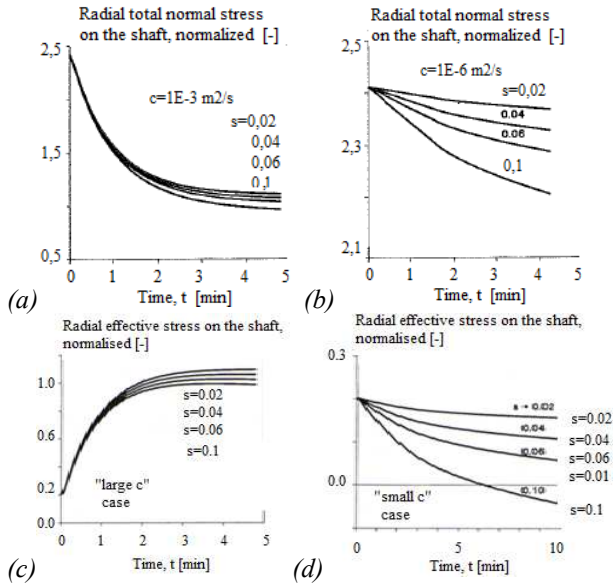 Radial total normal stress
on the shaft, normalized [-]
2,5
1,5
0,5
c=1E-3 m2/s
s=0,02
0,04
0,06
0,1
0 1 2 3 4 5
Time, t [min]
(a)
Radial total normal stress
on the shaft, normalized [-]
2,5
2,3
2,1
c=1E-6 m2/s
s=0,02
0.04
0.06
0,1
0 1 2 3 4 5
Time, t [min]
(b)
Radial effective stress on the shaft,
normalised [-]
1.0
0.6
0.2
0.0
s=0.02
s=0.04
s=0.06
s=0.1
"large c"
case
0 1 2 3 4 5
Time, t [min]
(c)
Radial effective stress on the shaft,
normalised [-]
0.3
0.0
s=0.02
(0.04)
(0.06)
(0.10)
s=0.04
s=0.06
s=0.01
s=0.1
"small c"
case
0 5 10
Time, t [min]
(d)